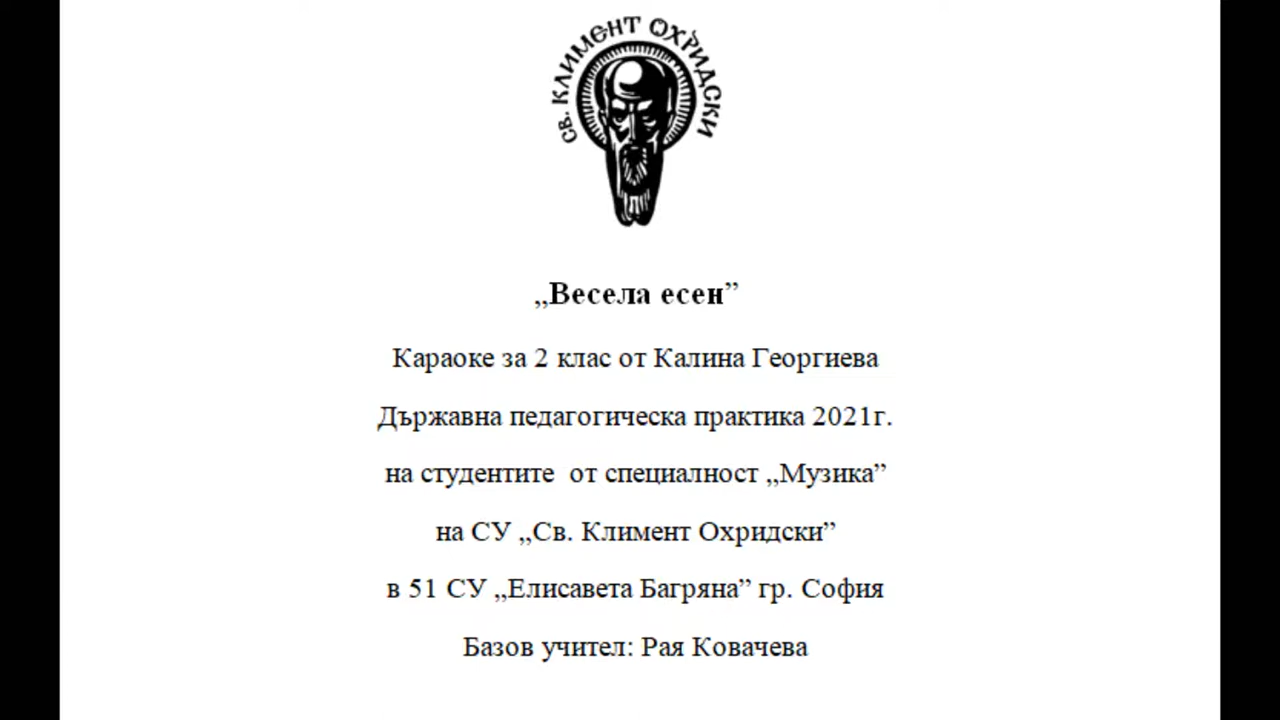 СВ. КЛИМЕНТ ОХРИДСКИ
„Весела есен”
Караоке за 2 клас от Калина Георгиева
Държавна педагогическа практика 2021г.
на студентите  от специалност „Музика”
на СУ „Св. Климент Охридски”
в 51 СУ „Елисавета Багряна” гр. София
Базов учител: Рая Ковачева